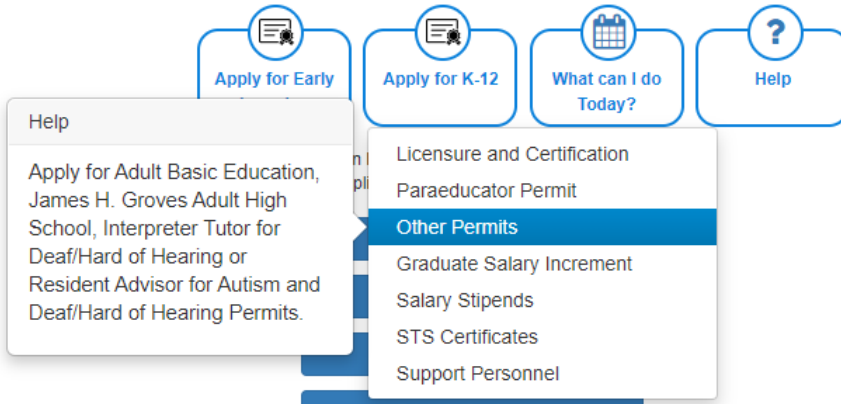 Apply for Early
Apply for K-12
What can I do
Today?
?
Help
Help
Apply for Adult Basic Education,
James H. Groves Adult High
School, Interpreter Tutor for
Deaf/Hard of Hearing or
Resident Advisor for Autism and
Deaf/Hard of Hearing Permits.
Licensure and Certification
Paraeducator Permit
Other Permits
Graduate Salary Increment
Salary Stipends
STS Certificates
Support Personnel